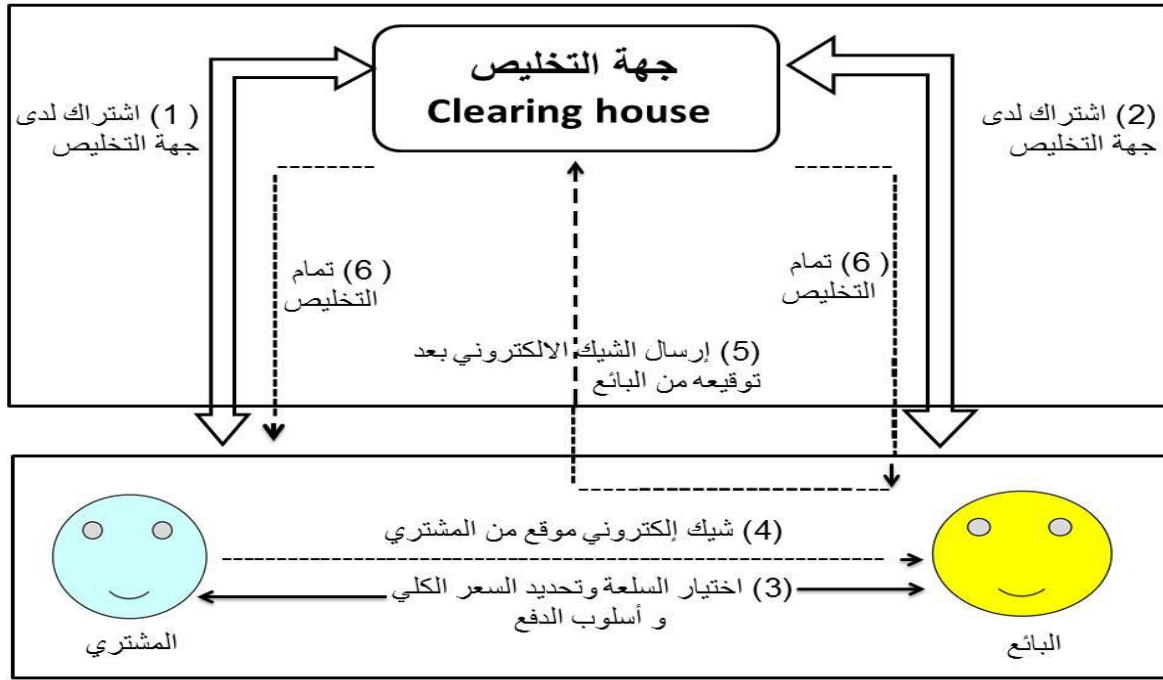 جهة التخليص
Clearing house
(1) اشتراك لدى
جهة التخليص
(2) اشتراك لدى
جهة التخليص
(6) تمام
التخليص
(6) تمام
التخليص
(5) إرسال الشيك الالكتروني بعد
توقيعه من البائع
(4) شيك إلكتروني موقع من المشتري
(3) اختيار السلعة وتحديد السعر الكلي
و أسلوب الدفع
المشتري
البائع